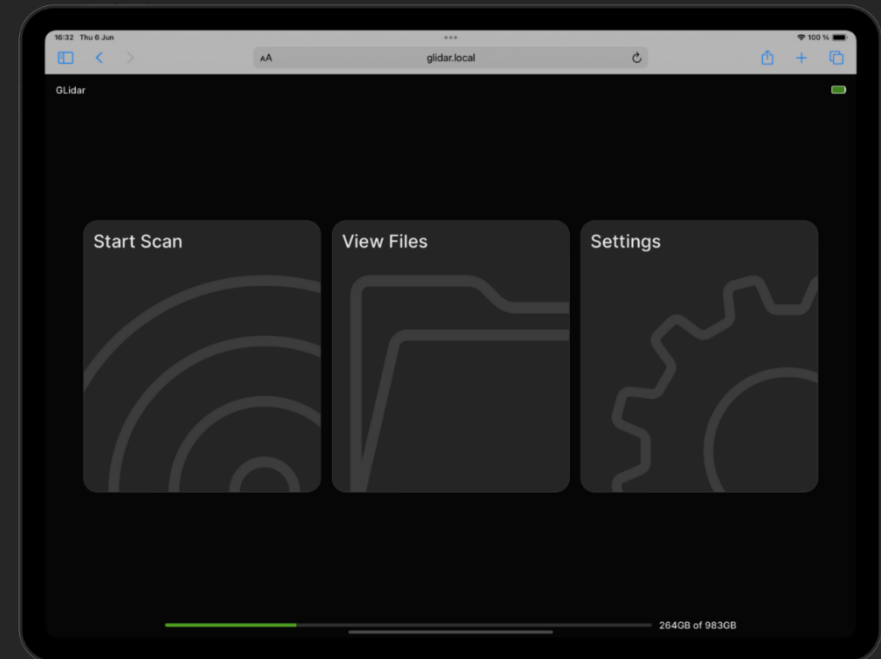 16:32 Thu 6 Jun
100 %
AA
glidar.local
GLidar
Start Scan
View Files
Settings
264GB of 983GB